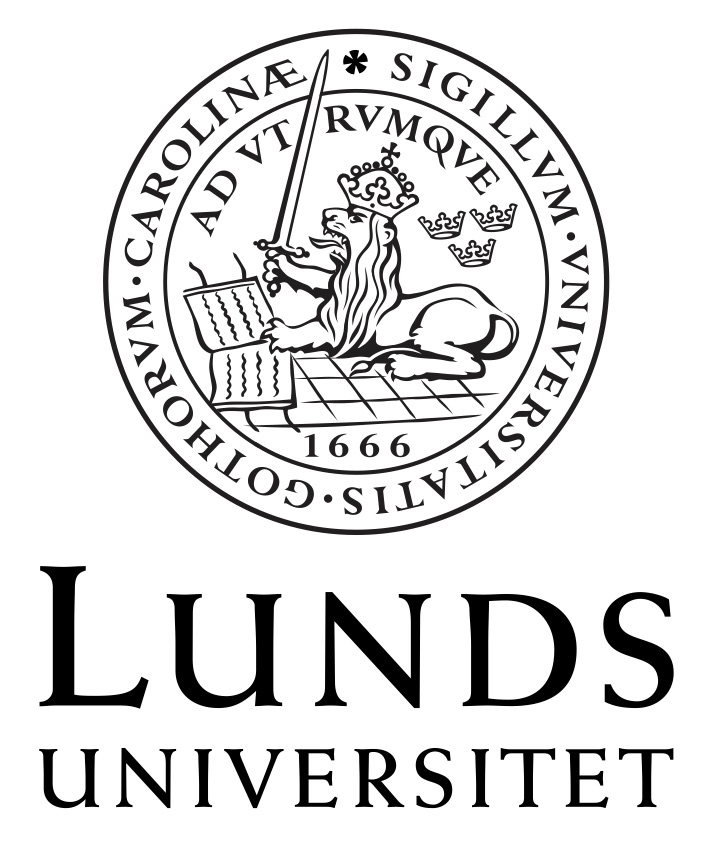 SIGILLVM · VNIVERSITATIS · GOTHORVM · CAROLINÆ
AD VTRVMQVE
1666
LUNDS
UNIVERSITET